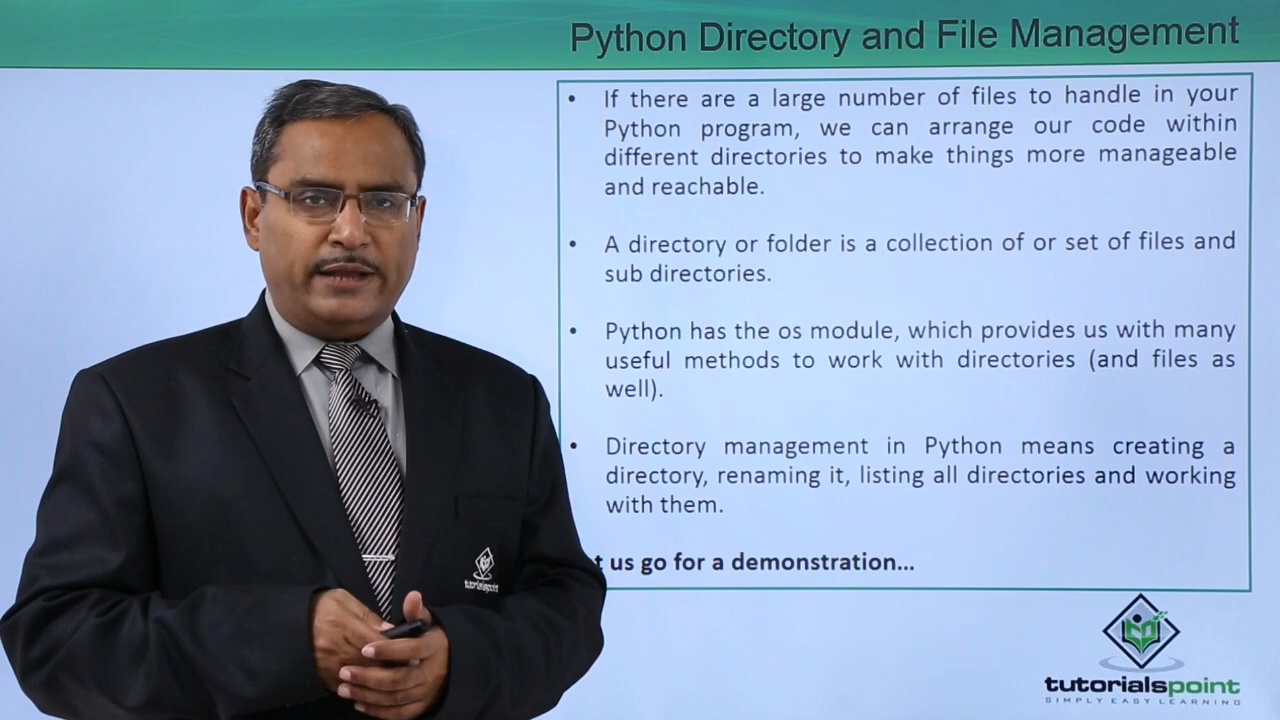 Python Directory and File Management
• If there are a large number of files to handle in your
Python program, we can arrange our code within
different directories to make things more manageable
and reachable.
• A directory or folder is a collection of or set of files and
sub directories.
• Python has the os module, which provides us with many
useful methods to work with directories (and files as
well).
• Directory management in Python means creating a
directory, renaming it, listing all directories and working
with them.
t us go for a demonstration...
tutorialspoint
tutorialspoint
SIMPLY EASY LEARNING